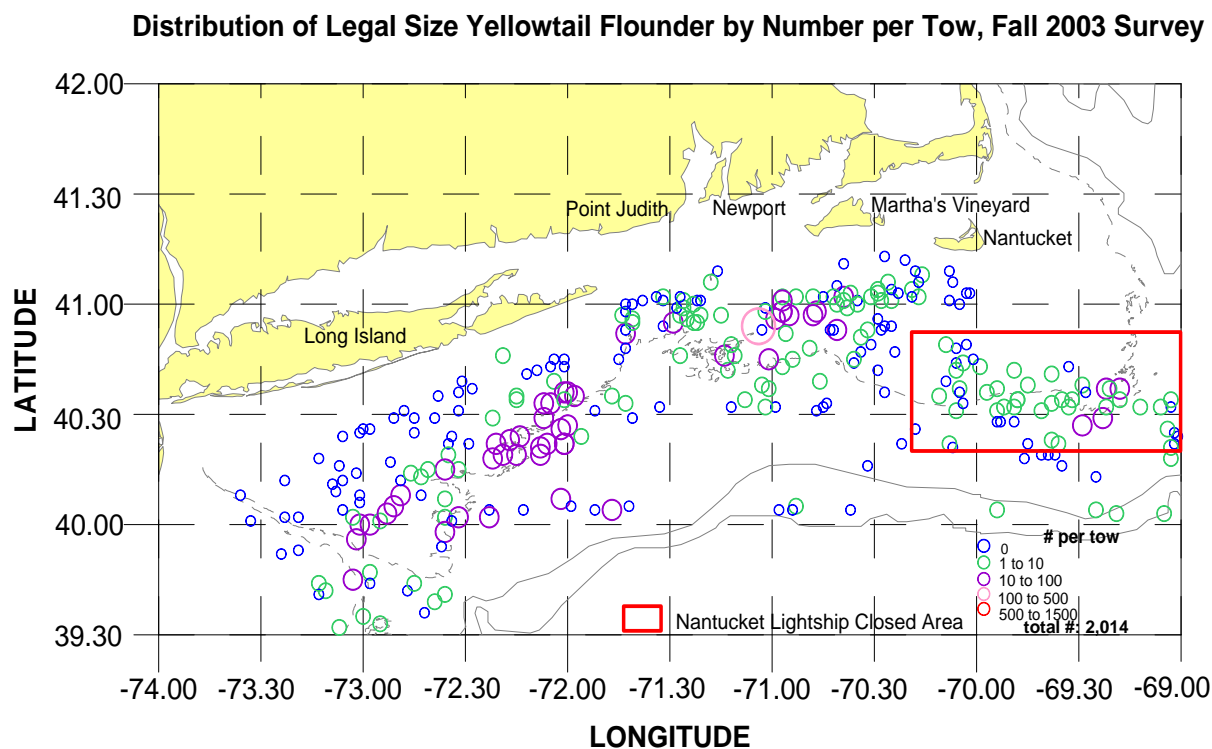 Distribution of Legal Size Yellowtail Flounder by Number per Tow, Fall 2003 Survey
42.00
41.30
41.00
40.30
40.00
39.30
LATITUDE
Point Judith
Newport
Martha's Vineyard
Nantucket
Long Island
# per tow
0
1 to 10
10 to 100
100 to 500
500 to 1500
total #: 2,014
Nantucket Lightship Closed Area
-74.00 -73.30 -73.00 -72.30 -72.00 -71.30 -71.00 -70.30 -70.00 -69.30 -69.00
LONGITUDE